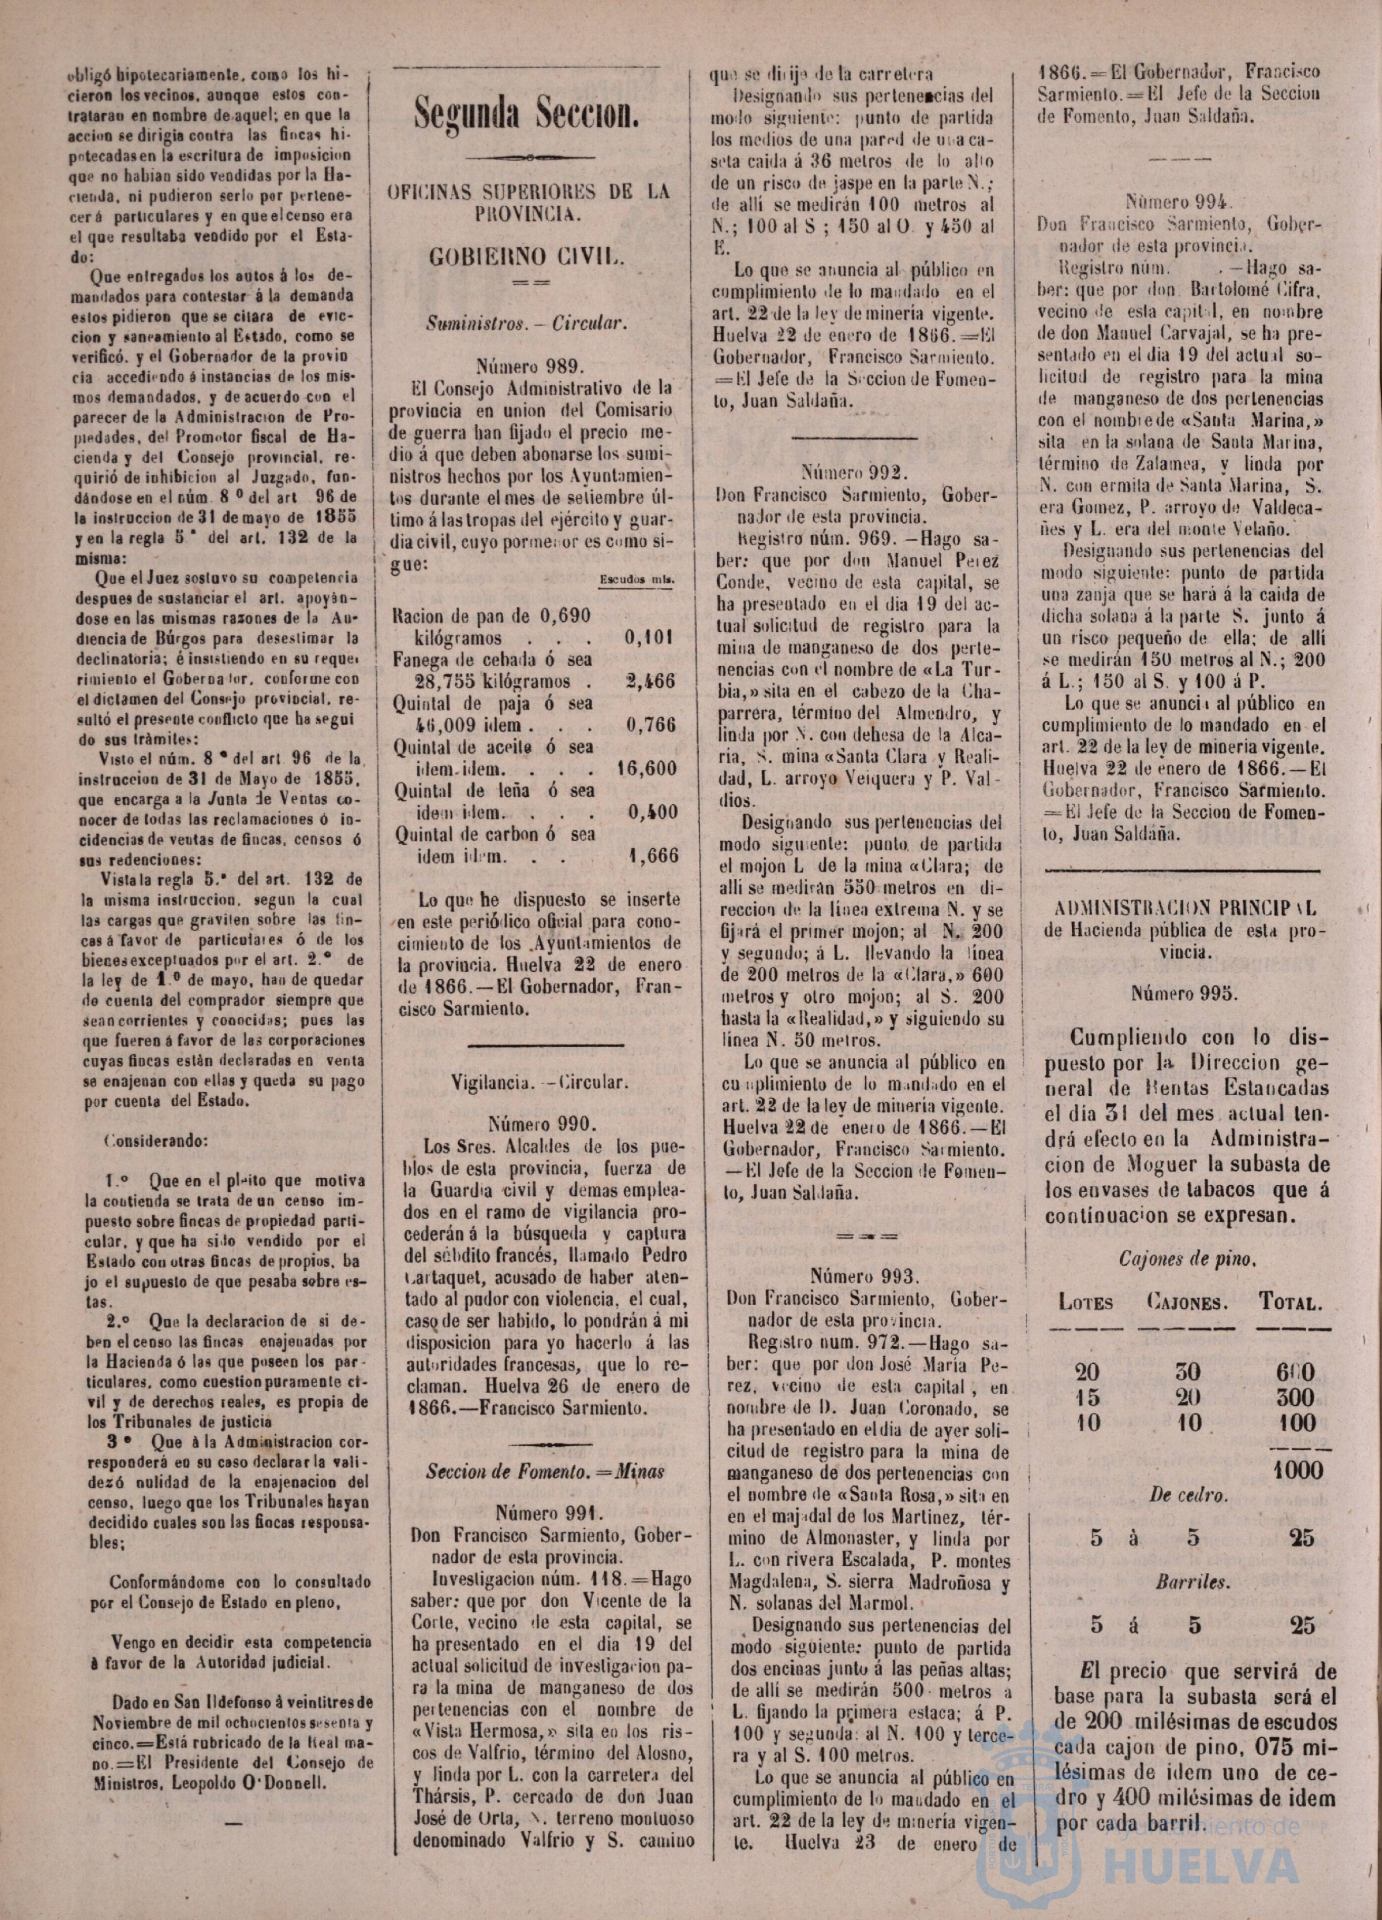 obligó hipotecariamente, como los hi-
cieron los vecinos, aunque estos con-
trataran en nombre de aquel; en que la
accion se dirigia contra las fincas hi-
potecadas en la escritura de imposicion
que no habian sido vendidas por la Ha-
cienda, ni pudieron serlo por pertene-
cer á particulares y en que el censo era
el que resultaba vendido por el Esta-
do:
Que entregados los autos á los de-
mandados para contestar á la demanda
estos pidieron que se citara de evic-
cion y saneamiento al Estado, como se
verificó, y el Gobernador de la provin
cia accediendo á instancias de los mis-
mos demandados, y de acuerdo con el
parecer de la Administracion de Pro-
piedades, del Promotor fiscal de Ha-
cienda y del Consejo provincial, re-
quirió de inhibicion al Juzgado, fun-
dándose en el núm. 8 º del art 96 de
la instruccion de 31 de mayo de 1855
y en la regla 5 ª del art. 132 de la
misma:
Que el Juez sostuvo su competencia
despues de sustanciar el art. apoyán-
dose en las mismas razones de la Au-
diencia de Búrgos para desestimar la
declinatoria; é insistiendo en su reque-
rimiento el Gobernador, conforme con
el dictamen del Consejo provincial, re-
sultó el presente conflicto que ha segui
do sus trámites:
Visto el núm. 8 º del art 96 de la
instruccion de 31 de Mayo de 1855,
que encarga a la Junta de Ventas co-
nocer de todas las reclamaciones ó in-
cidencias de ventas de fincas, censos ó
sus redenciones:
Vista la regla 5.ª del art. 132 de
la misma instruccion, segun la cual
las cargas que graviten sobre las fin-
cas á favor de particulares ó de los
bienes exceptuados por el art. 2.º de
la ley de 1.º de mayo, han de quedar
de cuenta del comprador siempre que
sean corrientes y conocidas; pues las
que fueren á favor de las corporaciones
cuyas fincas están declaradas en venta
se enajenan con ellas y queda su pago
por cuenta del Estado.
Considerando:
1.º Que en el pleito que motiva
la contienda se trata de un censo im-
puesto sobre fincas de propiedad parti-
cular, y que ha sido vendido por el
Estado con otras fincas de propios, ba
jo el supuesto de que pesaba sobre es-
tas.
2.º Que la declaracion de si de-
ben el censo las fincas enajenadas por
la Hacienda ó las que poseen los par-
ticulares, como cuestion puramente ci-
vil y de derechos reales, es propia de
los Tribunales de justicia
3 º Que á la Administracion cor-
responderá en su caso declarar la vali-
dez ó nulidad de la enajenacion del
censo, luego que los Tribunales hayan
decidido cuales son las fincas responsa-
bles;
Conformándome con lo consultado
por el Consejo de Estado en pleno,
Vengo en decidir esta competencia
á favor de la Autoridad judicial.
Dado en San Ildefonso á veintitres de
Noviembre de mil ochocientos sesenta y
cinco.=Está rubricado de la Real ma-
no.=El Presidente del Consejo de
Ministros, Leopoldo O'Donnell.
Segunda Seccion.
OFICINAS SUPERIORES DE LA
PROVINCIA.
GOBIERNO CIVIL.
Suministros. – Circular.
Número 989.
El Consejo Administrativo de la
provincia en union del Comisario
de guerra han fijado el precio me-
dio á que deben abonarse los sumi-
nistros hechos por los Ayuntamien-
tos durante el mes de setiembre úl-
timo á las tropas del ejército y guar-
dia civil, cuyo pormenor es como si-
gue:
Escudos mls.
Racion de pan de 0,690
kilógramos . . . 0,101
Fanega de cebada ó sea
28,755 kilógramos . 2,466
Quintal de paja ó sea
46,009 idem . . . 0,766
Quintal de aceite ó sea
idem idem. . . . 16,600
Quintal de leña ó sea
idem idem. . . . 0,400
Quintal de carbon ó sea
idem idem. . . 1,666
Lo que he dispuesto se inserte
en este periódico oficial para cono-
cimiento de los Ayuntamientos de
la provincia. Huelva 22 de enero
de 1866.—El Gobernador, Fran-
cisco Sarmiento.
Vigilancia. –Circular.
Número 990.
Los Sres. Alcaldes de los pue-
blos de esta provincia, fuerza de
la Guardia civil y demas emplea-
dos en el ramo de vigilancia pro-
cederán á la búsqueda y captura
del súbdito francés, llamado Pedro
Lartaquet, acusado de haber aten-
tado al pudor con violencia, el cual,
caso de ser habido, lo pondrán á mi
disposicion para yo hacerlo á las
autoridades francesas, que lo re-
claman. Huelva 26 de enero de
1866.—Francisco Sarmiento.
Seccion de Fomento. =Minas
Número 991.
Don Francisco Sarmiento, Gober-
nador de esta provincia.
Investigacion núm. 118.=Hago
saber: que por don Vicente de la
Corte, vecino de esta capital, se
ha presentado en el dia 19 del
actual solicitud de investigacion pa-
ra la mina de manganeso de dos
pertenencias con el nombre de
«Vista Hermosa,» sita en los ris-
cos de Valfrio, término del Alosno,
y linda por L. con la carretera del
Thársis, P. cercado de don Juan
José de Orta, N. terreno montuoso
denominado Valfrio y S. camino
que se dirije de la carretera
Designando sus pertenencias del
modo siguiente: punto de partida
los medios de una pared de una ca-
seta caida á 36 metros de lo alto
de un risco de jaspe en la parte N.;
de allí se medirán 100 metros al
N.; 100 al S ; 150 al O. y 450 al
E.
Lo que se anuncia al público en
cumplimiento de lo mandado en el
art. 22 de la ley de minería vigente.
Huelva 22 de enero de 1866.=El
Gobernador, Francisco Sarmiento.
=El Jefe de la Seccion de Fomen-
to, Juan Saldaña.
Número 992.
Don Francisco Sarmiento, Gober-
nador de esta provincia.
Registro núm. 969. —Hago sa-
ber: que por don Manuel Perez
Conde, vecino de esta capital, se
ha presentado en el dia 19 del ac-
tual solicitud de registro para la
mina de manganeso de dos perte-
nencias con el nombre de «La Tur-
bia,» sita en el cabezo de la Cha-
parrera, término del Almendro, y
linda por N. con dehesa de la Alca-
ría, S. mina «Santa Clara y Reali-
dad, L. arroyo Veiquera y P. Val-
dios.
Designando sus pertenencias del
modo siguiente: punto de partida
el mojon L de la mina «Clara; de
allí se medirán 550 metros en di-
reccion de la línea extrema N. y se
fijará el primer mojon; al N. 200
y segundo; á L. llevando la línea
de 200 metros de la «Clara,» 600
metros y otro mojon; al S. 200
hasta la «Realidad,» y siguiendo su
línea N. 50 metros.
Lo que se anuncia al público en
cumplimiento de lo mandado en el
art. 22 de la ley de minería vigente.
Huelva 22 de enero de 1866.—El
Gobernador, Francisco Sarmiento.
—El Jefe de la Seccion de Fomen-
to, Juan Saldaña.
Número 993.
Don Francisco Sarmiento, Gober-
nador de esta provincia.
Registro num. 972.—Hago sa-
ber: que por don José María Pe-
rez, vecino de esta capital, en
nombre de D. Juan Coronado, se
ha presentado en el dia de ayer soli-
citud de registro para la mina de
manganeso de dos pertenencias con
el nombre de «Santa Rosa,» sita en
en el majadal de los Martinez, tér-
mino de Almonaster, y linda por
L. con rivera Escalada, P. montes
Magdalena, S. sierra Madroñosa y
N. solanas del Marmol.
Designando sus pertenencias del
modo siguiente: punto de partida
dos encinas junto á las peñas altas;
de allí se medirán 500 metros a
L. fijando la primera estaca; á P.
100 y segunda: al N. 100 y terce-
ra y al S. 100 metros.
Lo que se anuncia al público en
cumplimiento de lo mandado en el
art. 22 de la ley de minería vigen-
te. Huelva 23 de enero de
1866.=El Gobernador, Francisco
Sarmiento.=El Jefe de la Seccion
de Fomento, Juan Saldaña.
Número 994.
Don Francisco Sarmiento, Gober-
nador de esta provincia.
Registro núm. .—Hago sa-
ber: que por don Bartolomé Cifra,
vecino de esta capital, en nombre
de don Manuel Carvajal, se ha pre-
sentado en el dia 19 del actual so-
licitud de registro para la mina
de manganeso de dos pertenencias
con el nombre de «Santa Marina,»
sita en la solana de Santa Marina,
término de Zalamea, y linda por
N. con ermita de Santa Marina, S.
era Gomez, P. arroyo de Valdeca-
ñes y L. era del monte Velaño.
Designando sus pertenencias del
modo siguiente: punto de partida
una zanja que se hará á la caida de
dicha solana á la parte S. junto á
un risco pequeño de ella; de allí
se medirán 150 metros al N.; 200
á L.; 150 al S. y 100 á P.
Lo que se anuncia al público en
cumplimiento de lo mandado en el
art. 22 de la ley de mineria vigente.
Huelva 22 de enero de 1866.—El
Gobernador, Francisco Sarmiento.
=El Jefe de la Seccion de Fomen-
to, Juan Saldaña.
ADMINISTRACION PRINCIPAL
de Hacienda pública de esta pro-
vincia.
Número 995.
Cumpliendo con lo dis-
puesto por la Direccion ge-
neral de Rentas Estancadas
el dia 31 del mes actual ten-
drá efecto en la Administra-
cion de Moguer la subasta de
los envases de tabacos que á
continuacion se expresan.
Cajones de pino.
LOTES CAJONES. TOTAL.
20 30 600
15 20 300
10 10 100
1000
De cedro.
5 à 5 25
Barriles.
5 á 5 25
El precio que servirá de
base para la subasta será el
de 200 milésimas de escudos
cada cajon de pino, 075 mi-
lésimas de idem uno de ce-
dro y 400 milésimas de idem
por cada barril.
Ayuntamiento de
HUELVA